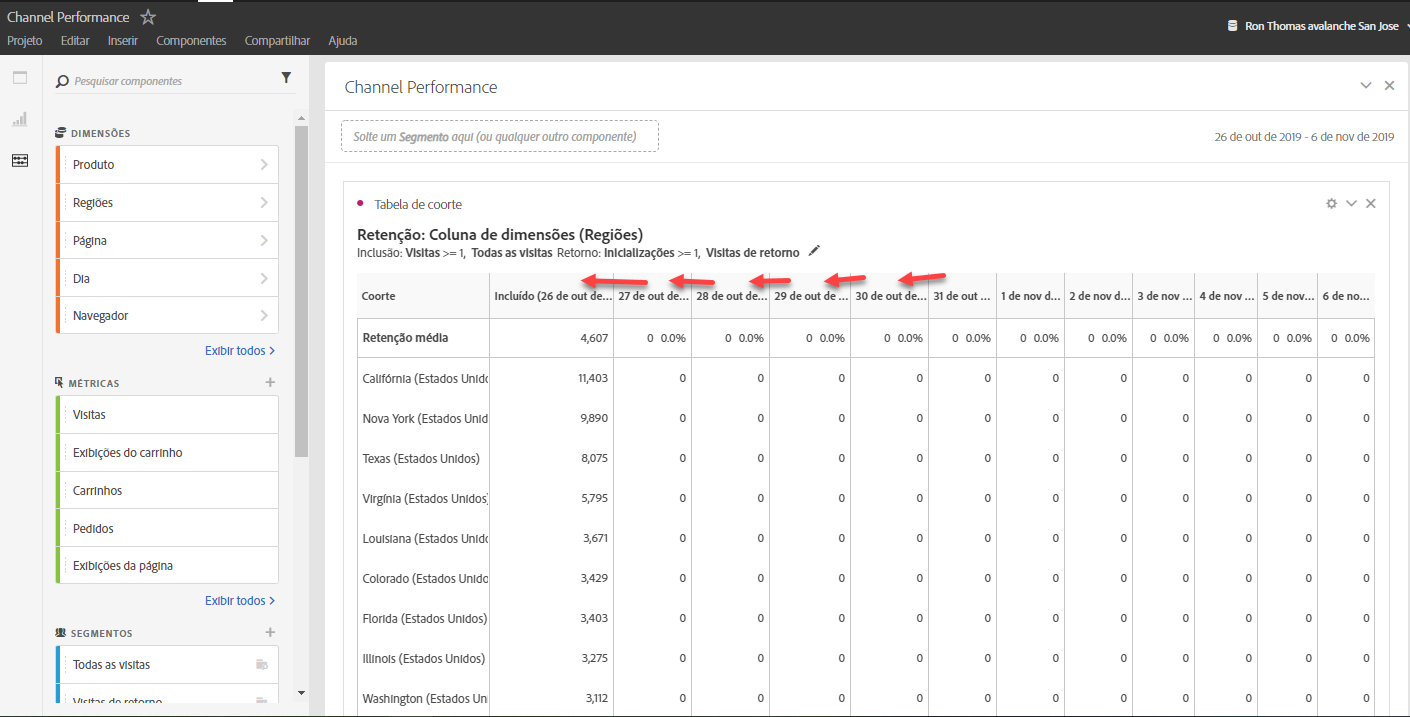 Channel Performance
Projeto Editar Inserir Componentes Compartilhar Ajuda
Ron Thomas avalanche San Jose
Pesquisar componentes
DIMENSÕES
Produto
Regiões
Página
Dia
Navegador
Exibir todos
MÉTRICAS
Visitas
Exibições do carrinho
Carrinhos
Pedidos
Exibições da página
Exibir todos
SEGMENTOS
Todas as visitas
Visitas de retorno
Channel Performance
Solte um Segmento aqui (ou qualquer outro componente)
26 de out de 2019 - 6 de nov de 2019
Tabela de coorte
Retenção: Coluna de dimensões (Regiões)
Inclusão: Visitas >= 1, Todas as visitas Retorno: Inicializações >= 1, Visitas de retorno
Coorte Incluído (26 de out de... 27 de out de... 28 de out de... 29 de out de ... 30 de out de... 31 de out ... 1 de nov d... 2 de nov d... 3 de nov ... 4 de nov ... 5 de nov... 6 de no...
Retenção média 4,607 0 0.0% 0 0.0% 0 0.0% 0 0.0% 0 0.0% 0 0.0% 0 0.0% 0 0.0% 0 0.0% 0 0.0% 0 0.0%
Califórnia (Estados Unido 11,403 0 0 0 0 0 0 0 0 0 0 0
Nova York (Estados Unid 9,890 0 0 0 0 0 0 0 0 0 0 0
Texas (Estados Unidos) 8,075 0 0 0 0 0 0 0 0 0 0 0
Virgínia (Estados Unidos) 5,795 0 0 0 0 0 0 0 0 0 0 0
Louisiana (Estados Unido 3,671 0 0 0 0 0 0 0 0 0 0 0
Colorado (Estados Unido 3,429 0 0 0 0 0 0 0 0 0 0 0
Florida (Estados Unidos) 3,403 0 0 0 0 0 0 0 0 0 0 0
Illinois (Estados Unidos) 3,275 0 0 0 0 0 0 0 0 0 0 0
Washington (Estados Uni 3,112 0 0 0 0 0 0 0 0 0 0 0